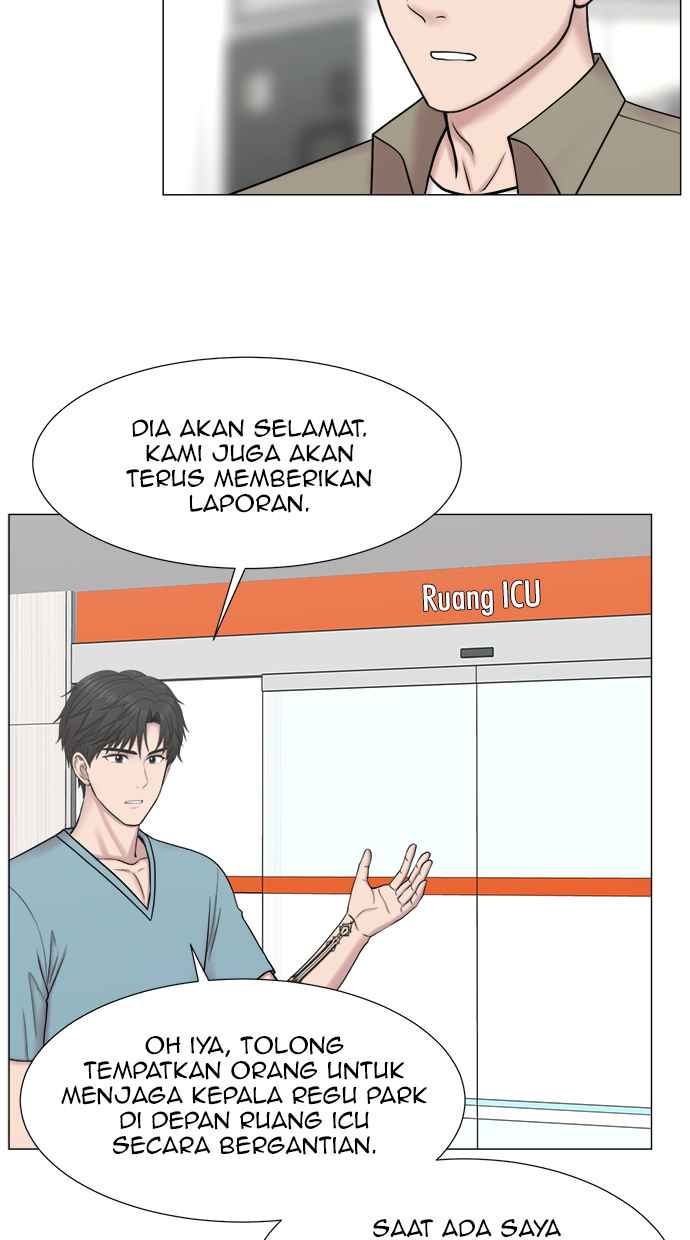 DIA AKAN SELAMAT.
KAMI JUGA AKAN
TERUS MEMBERIKAN
LAPORAN.
Ruang ICU
OH IYA, TOLONG
TEMPATKAN ORANG UNTUK
MENJAGA KEPALA REGU PARK
DI DEPAN RUANG ICU
SECARA BERGANTIAN.
SAAT ADA SAYA